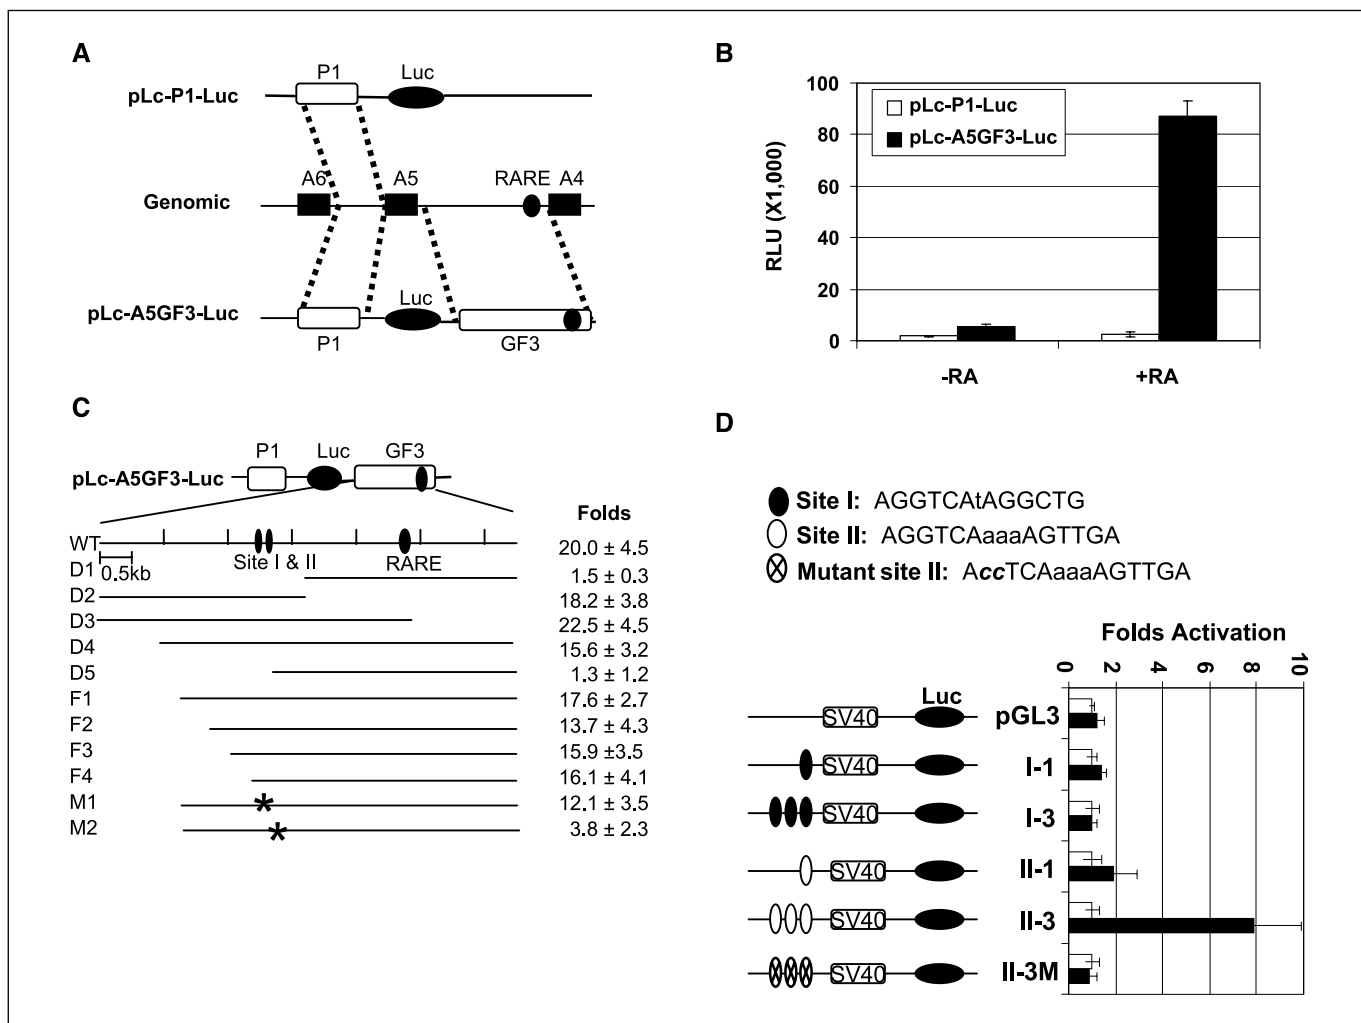 A
P1
Luc
pLc-P1-Luc
A6
A5
RARE
A4
Genomic
Luc
pLc-A5GF3-Luc
P1
GF3
B
100
80
60
40
20
0
RLU (X1,000)
pLc-P1-Luc
pLc-A5GF3-Luc
-RA
+RA
C
P1
Luc
GF3
pLc-A5GF3-Luc
Folds
WT 20.0 ± 4.5
0.5kb
Site I & II
RARE
D1 1.5 ± 0.3
D2 18.2 ± 3.8
D3 22.5 ± 4.5
D4 15.6 ± 3.2
D5 1.3 ± 1.2
F1 17.6 ± 2.7
F2 13.7 ± 4.3
F3 15.9 ±3.5
F4 16.1 ± 4.1
M1 * 12.1 ± 3.5
M2 * 3.8 ± 2.3
D
Site I: AGGTCAtAGGCTG
Site II: AGGTCAaaaAGTTGA
Mutant site II: AccTCAaaaAGTTGA
Folds Activation
0 2 4 6 8 10
Luc
SV40 pGL3
SV40 I-1
SV40 I-3
SV40 II-1
SV40 II-3
SV40 II-3M